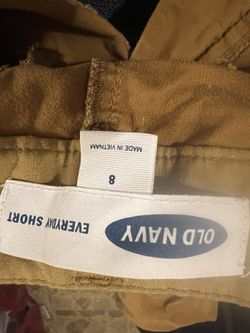 OLD NAVY
EVERYDAY SHORT
8
MADE IN VIETNAM